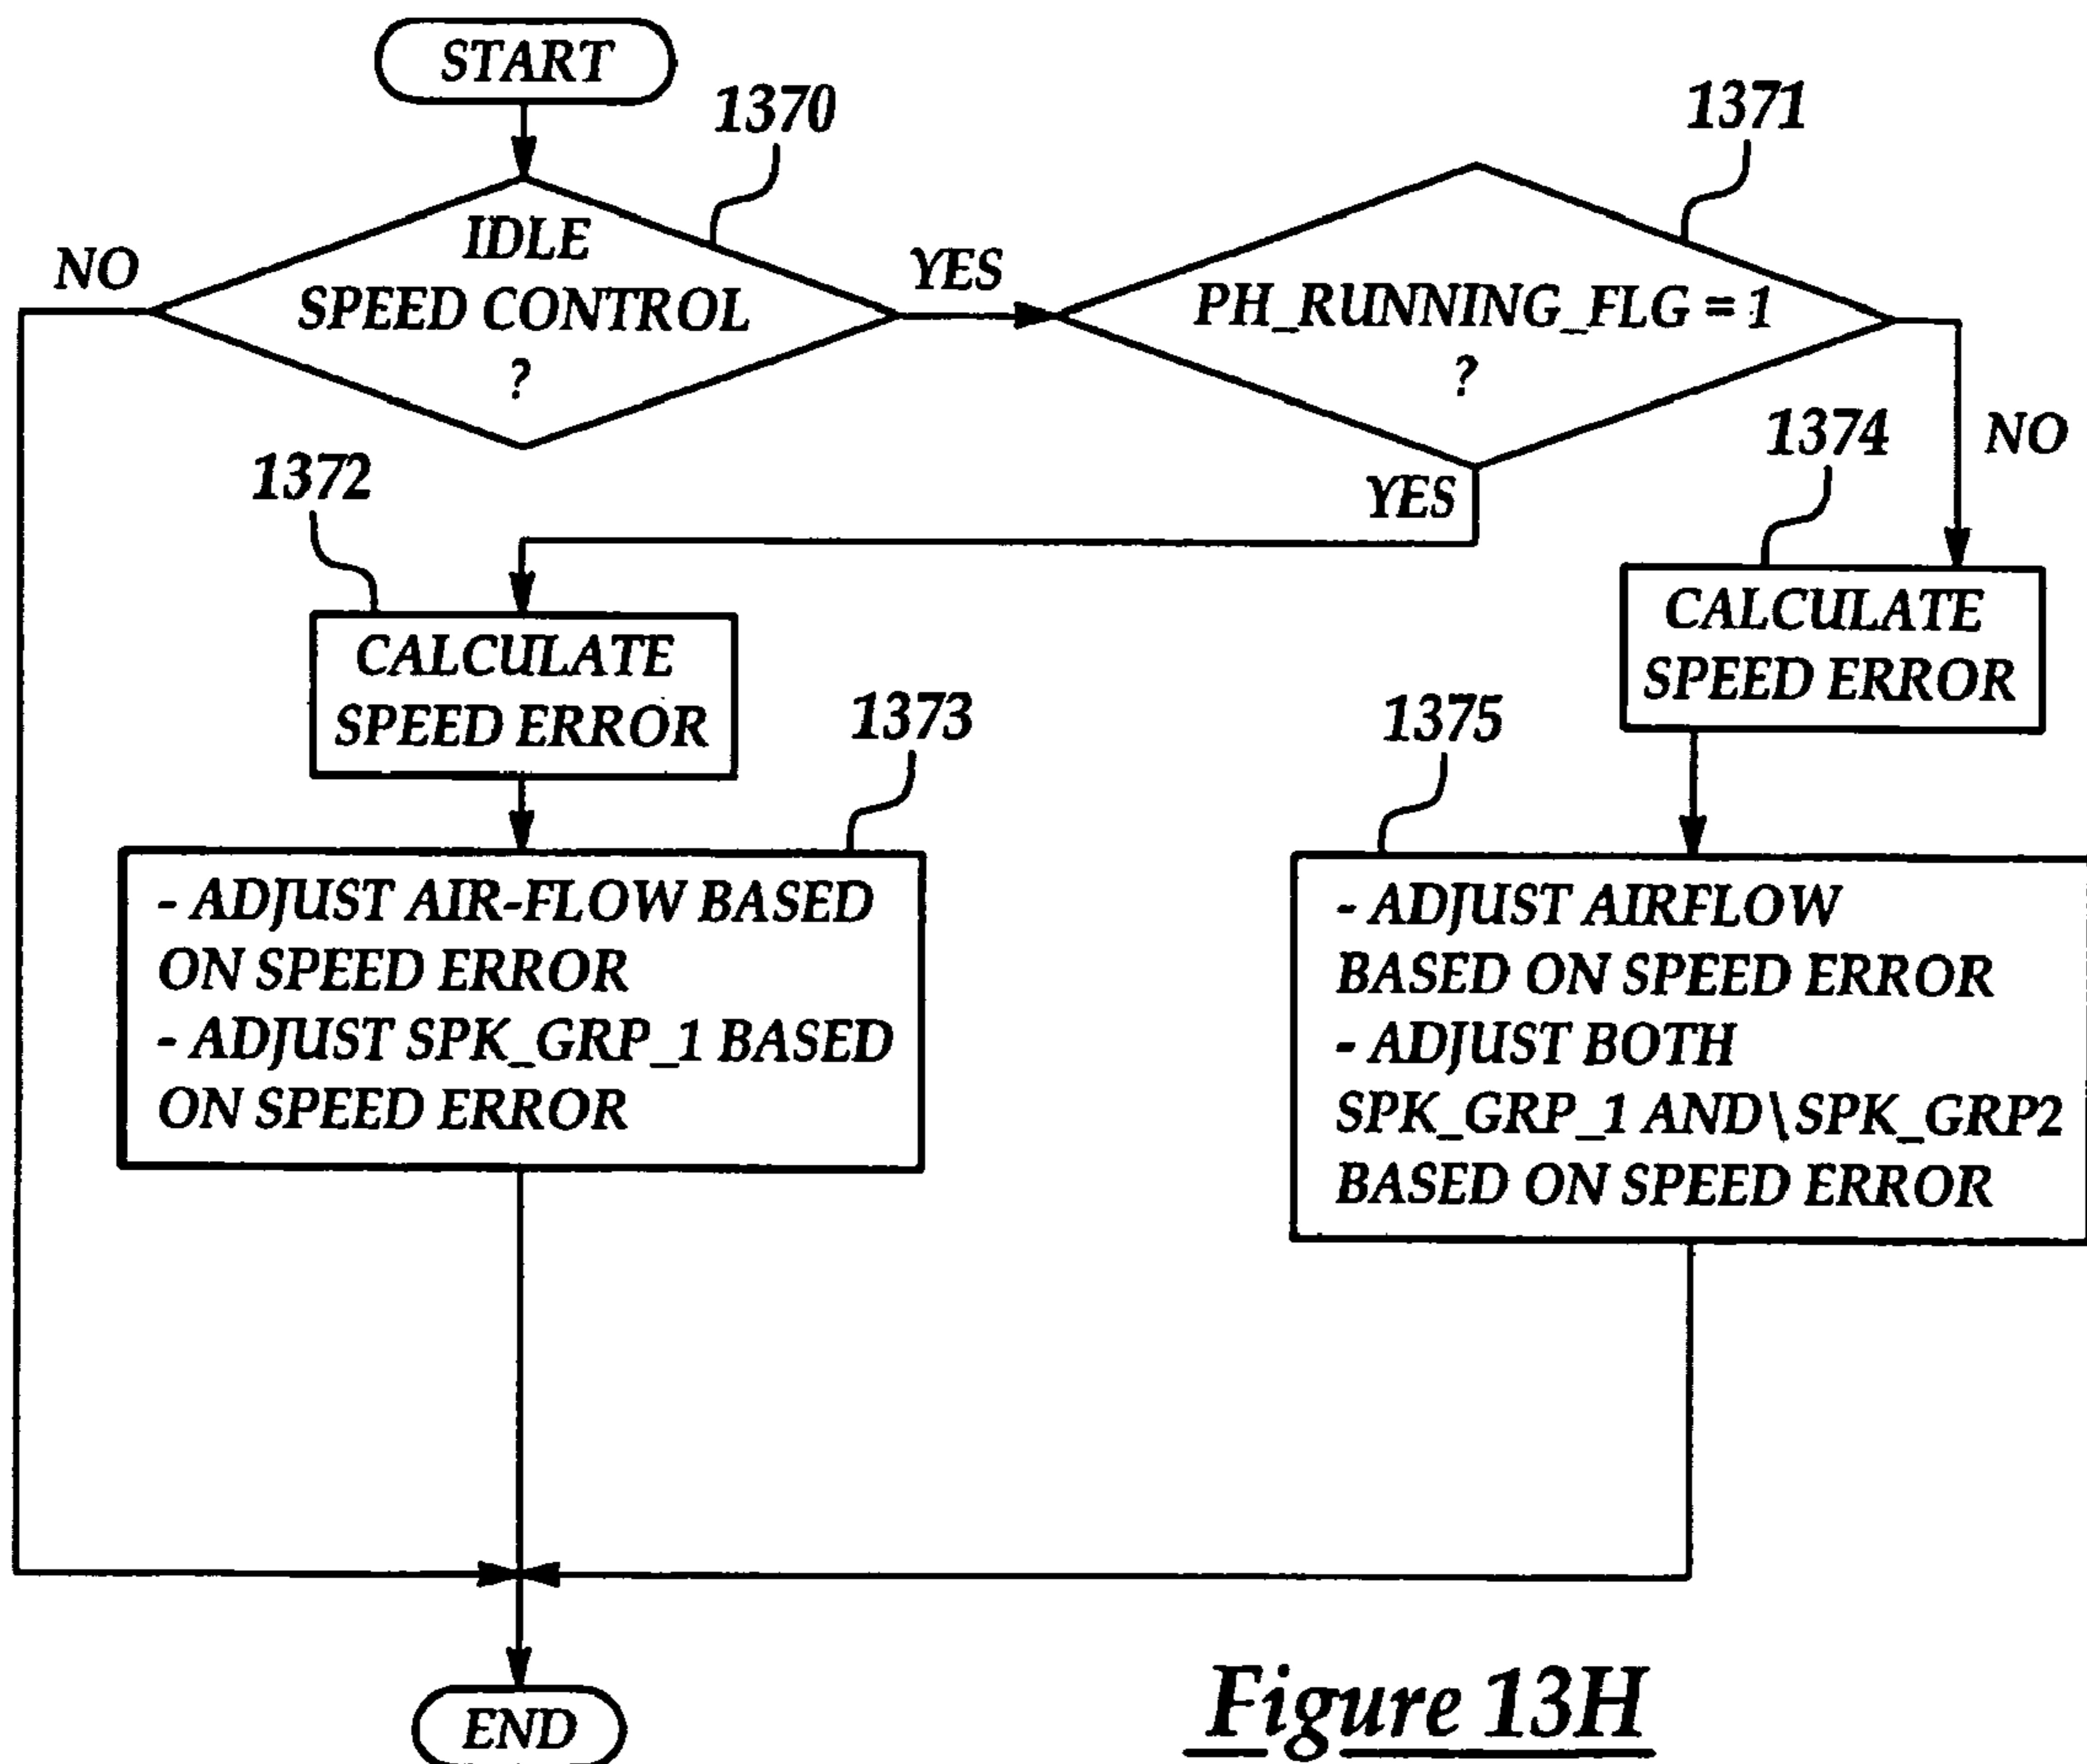 START
1370
IDLE
SPEED CONTROL
?
NO
YES
1371
PH_RUNNING_FLG = 1
?
YES
NO
1372
CALCULATE
SPEED ERROR
1374
CALCULATE
SPEED ERROR
1373
- ADJUST AIR-FLOW BASED
ON SPEED ERROR
- ADJUST SPK_GRP_1 BASED
ON SPEED ERROR
1375
- ADJUST AIRFLOW
BASED ON SPEED ERROR
- ADJUST BOTH
SPK_GRP_1 AND\SPK_GRP2
BASED ON SPEED ERROR
END
Figure 13H